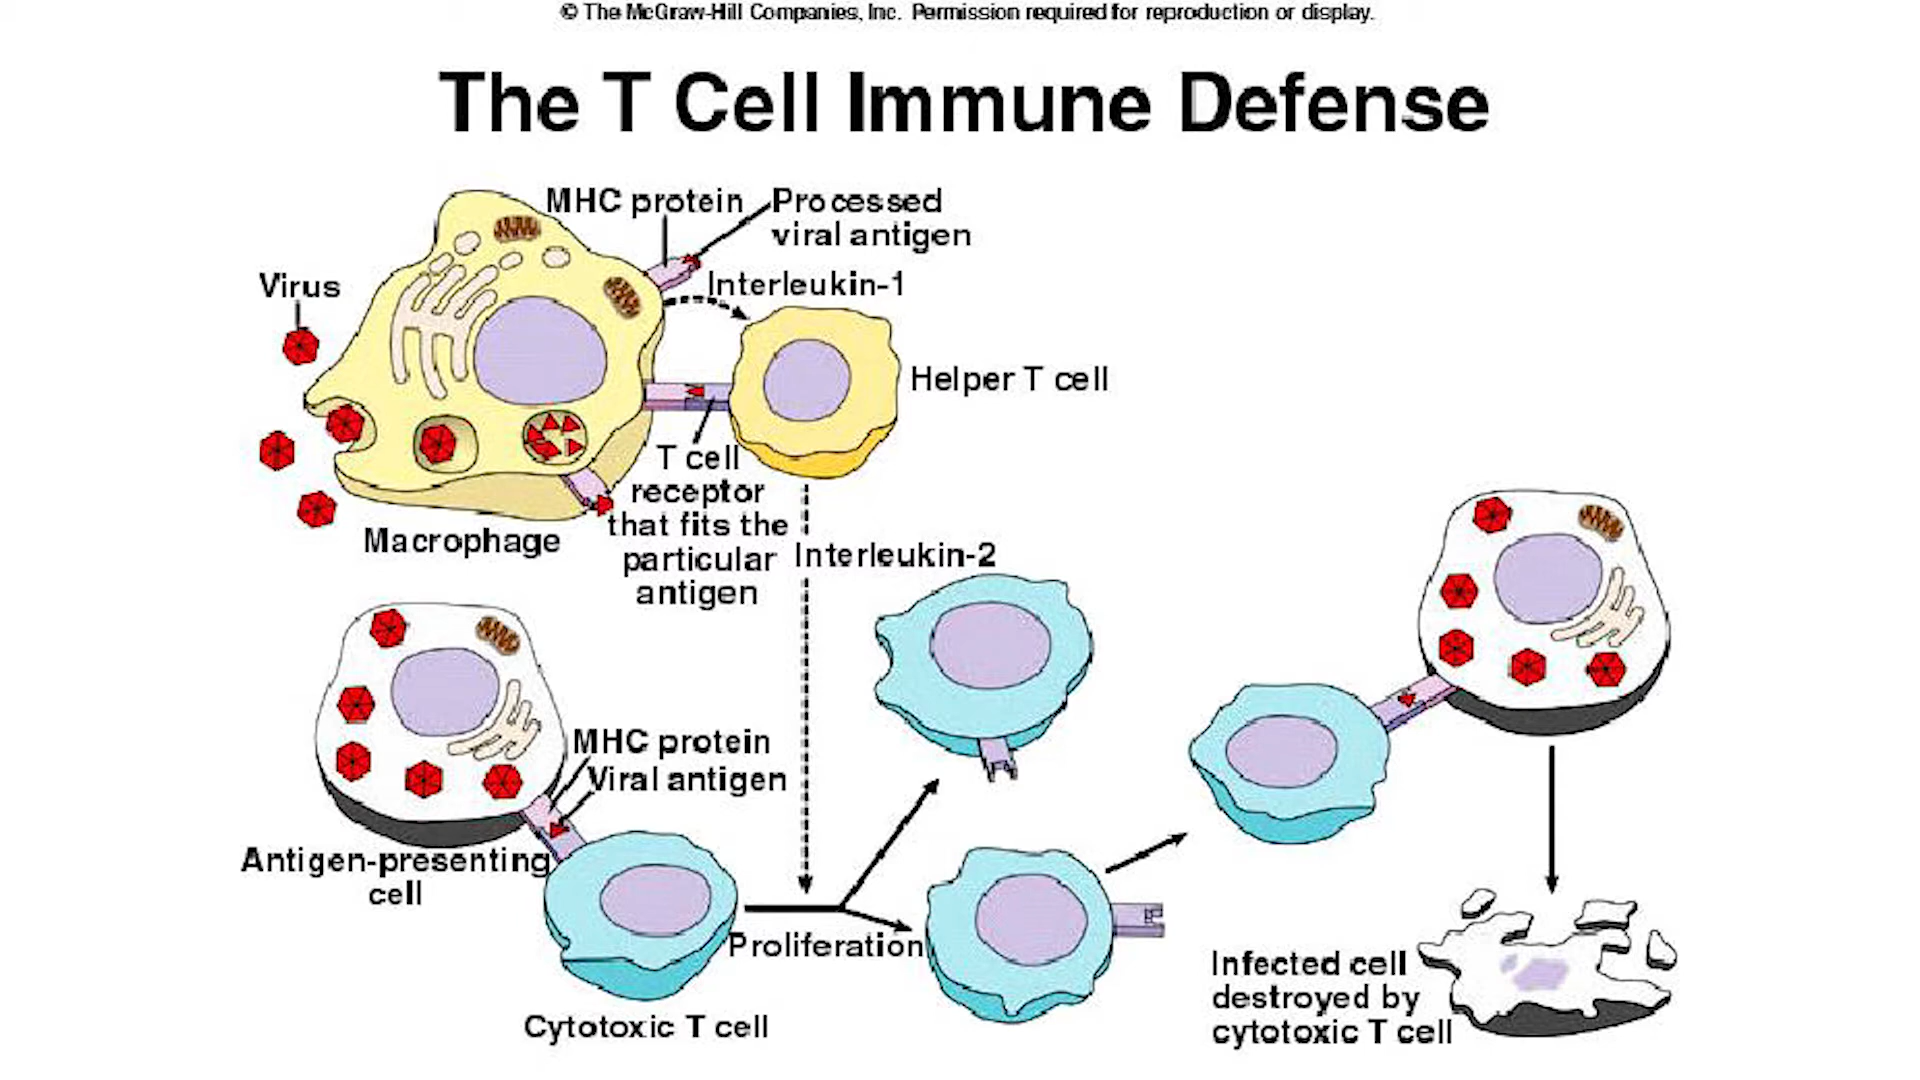 © The McGraw-Hill Companies, Inc. Permission required for reproduction or display.
The T Cell Immune Defense
MHC protein
Processed
viral antigen
Virus
Interleukin-1
Helper T cell
T cell
receptor
that fits the
particular
antigen
Macrophage
Interleukin-2
MHC protein
Viral antigen
Antigen-presenting
cell
Proliferation
Cytotoxic T cell
Infected cell
destroyed by
cytotoxic T cell